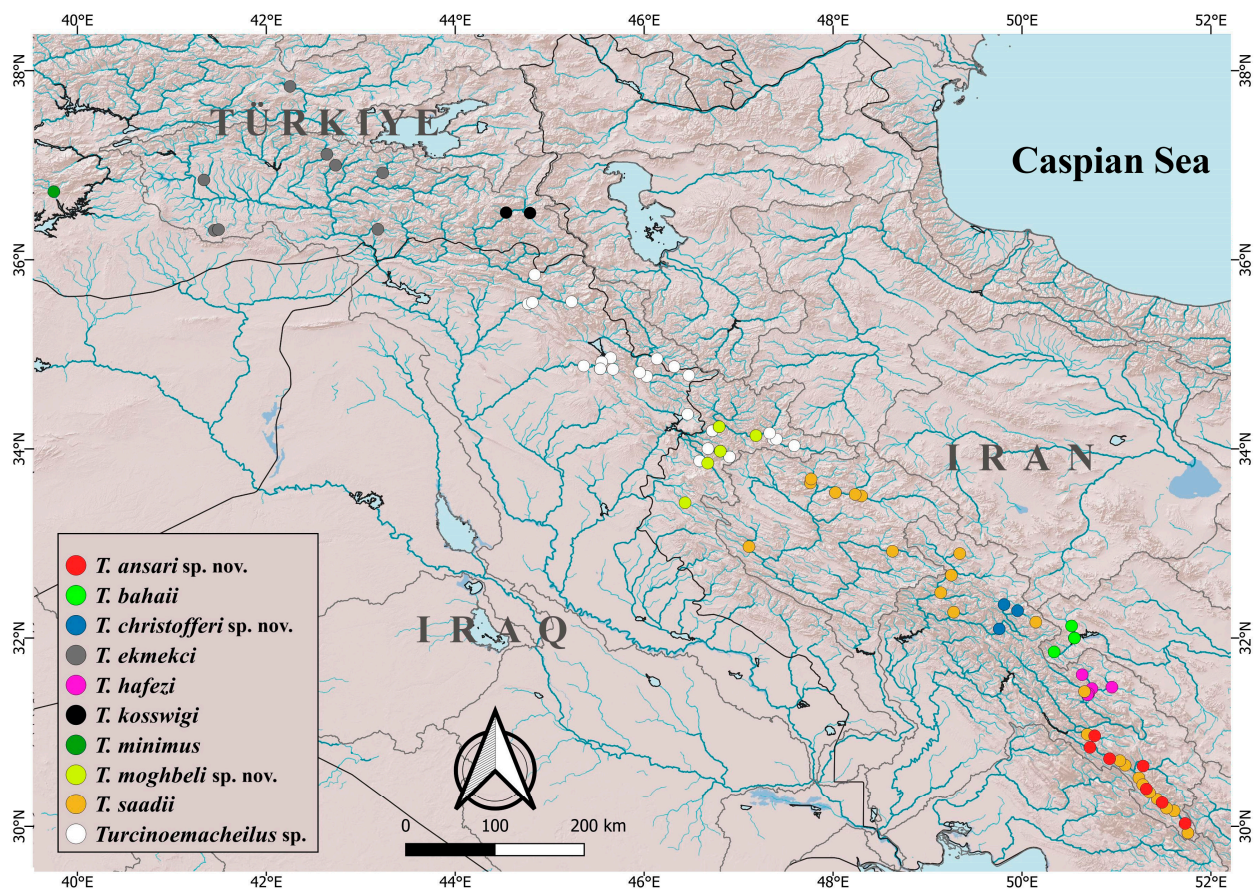 40°E 42°E 44°E 46°E 48°E 50°E 52°E
38°N 38°N
TÜRKİYE
Caspian Sea
36°N 36°N
IRAN
34°N 34°N
T. ansari sp. nov.
T. bahaii
T. christofferi sp. nov.
T. ekmekci
T. hafezi
T. kosswigi
T. minimus
T. moghbeli sp. nov.
T. saadii
Turcinoemacheilus sp.
IRAQ
32°N 32°N
0 100 200 km
30°N 30°N
40°E 42°E 44°E 46°E 48°E 50°E 52°E